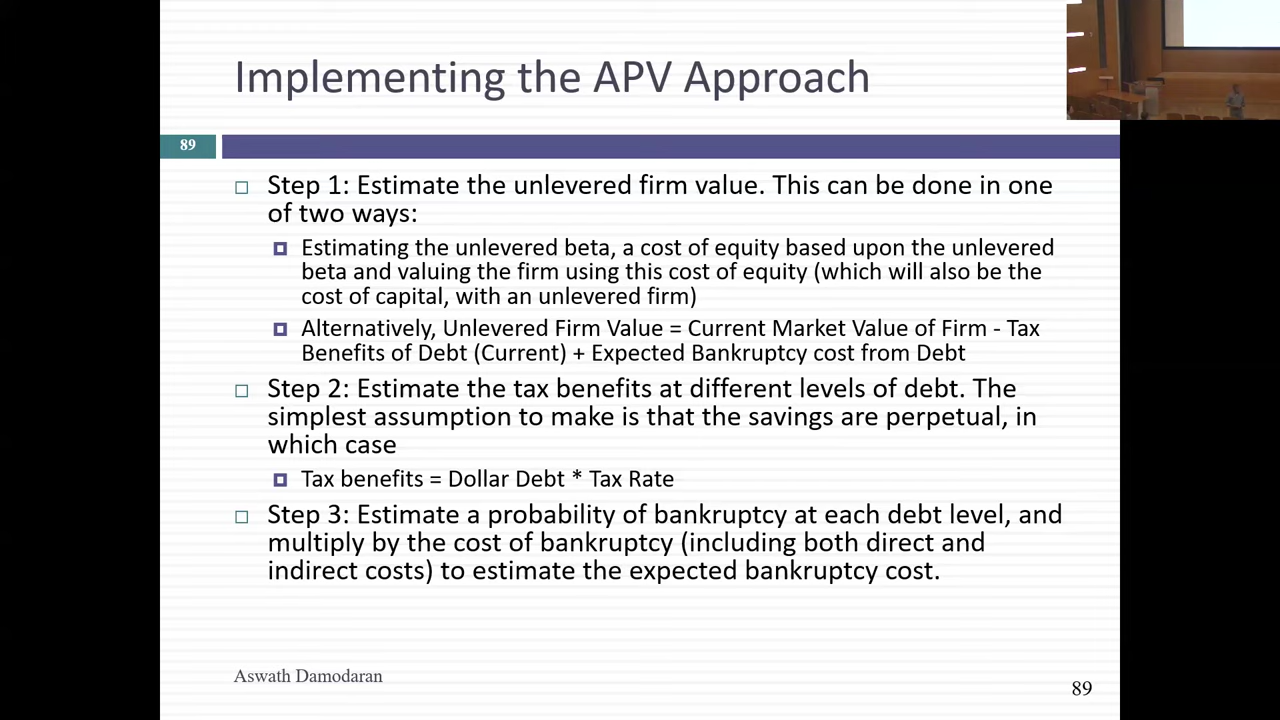 Implementing the APV Approach
89
Step 1: Estimate the unlevered firm value. This can be done in one
of two ways:
Estimating the unlevered beta, a cost of equity based upon the unlevered
beta and valuing the firm using this cost of equity (which will also be the
cost of capital, with an unlevered firm)
Alternatively, Unlevered Firm Value = Current Market Value of Firm - Tax
Benefits of Debt (Current) + Expected Bankruptcy cost from Debt
Step 2: Estimate the tax benefits at different levels of debt. The
simplest assumption to make is that the savings are perpetual, in
which case
Tax benefits = Dollar Debt * Tax Rate
Step 3: Estimate a probability of bankruptcy at each debt level, and
multiply by the cost of bankruptcy (including both direct and
indirect costs) to estimate the expected bankruptcy cost.
Aswath Damodaran
89